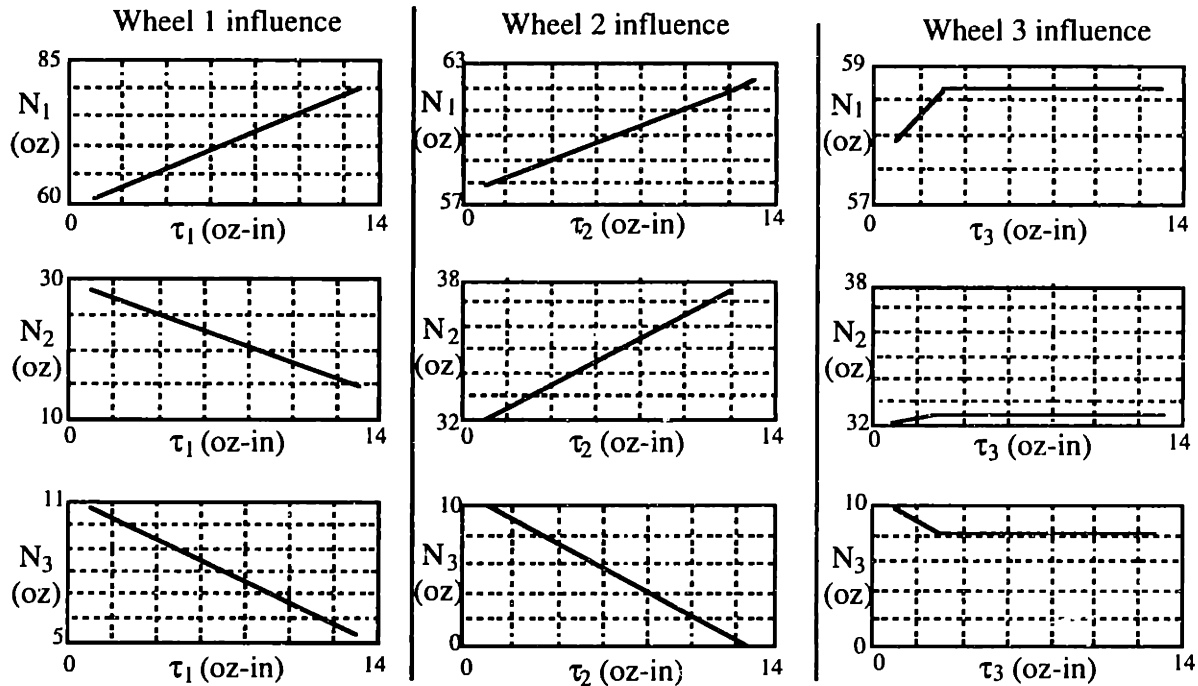 Wheel 1 influence
Wheel 2 influence
Wheel 3 influence
85
N1
(oz)
60
0
τ1 (oz-in)
14
63
N1
(oz)
57
0
τ2 (oz-in)
14
59
N1
(oz)
57
0
τ3 (oz-in)
14
30
N2
(oz)
10
0
τ1 (oz-in)
14
38
N2
(oz)
32
0
τ2 (oz-in)
14
38
N2
(oz)
32
0
τ3 (oz-in)
14
11
N3
(oz)
5
0
τ1 (oz-in)
14
10
N3
(oz)
0
0
τ2 (oz-in)
14
10
N3
(oz)
0
0
τ3 (oz-in)
14